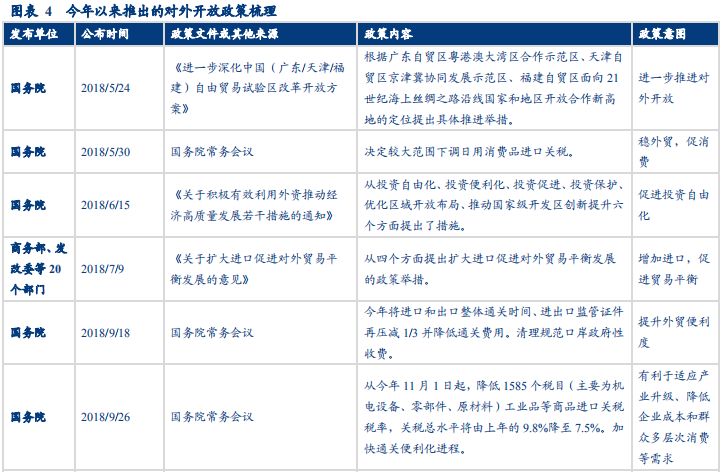 图表 4 今年以来推出的对外开放政策梳理
发布单位 公布时间 政策文件或其他来源 政策内容 政策意图
国务院
2018/5/24
《进一步深化中国（广东/天津/福
建）自由贸易试验区改革开放方
案》
根据广东自贸区粤港澳大湾区合作示范区、天津自
贸区京津冀协同发展示范区、福建自贸区面向 21
世纪海上丝绸之路沿线国家和地区开放合作新高
地的定位提出具体推进举措。
进一步推进对
外开放
国务院
2018/5/30
国务院常务会议
决定较大范围下调日用消费品进口关税。
稳外贸，促消
费
国务院
2018/6/15
《关于积极有效利用外资推动经
济高质量发展若干措施的通知》
从投资自由化、投资便利化、投资促进、投资保护、
优化区域开放布局、推动国家级开发区创新提升六
个方面提出了措施。
促进投资自由
化
商务部、发
改委等 20
个部门
2018/7/9
《关于扩大进口促进对外贸易平
衡发展的意见》
从四个方面提出扩大进口促进对外贸易平衡发展
的政策举措。
增加进口，促
进贸易平衡
国务院
2018/9/18
国务院常务会议
今年将进口和出口整体通关时间、进出口监管证件
再压减 1/3 并降低通关费用。清理规范口岸政府性
收费。
提升外贸便利
度
国务院
2018/9/26
国务院常务会议
从今年 11 月 1 日起，降低 1585 个税目（主要为机
电设备、零部件、原材料）工业品等商品进口关税
税率，关税总水平将由上年的 9.8%降至 7.5%。加
快通关便利化进程。
有利于适应产
业升级、降低
企业成本和群
众多层次消费
等需求